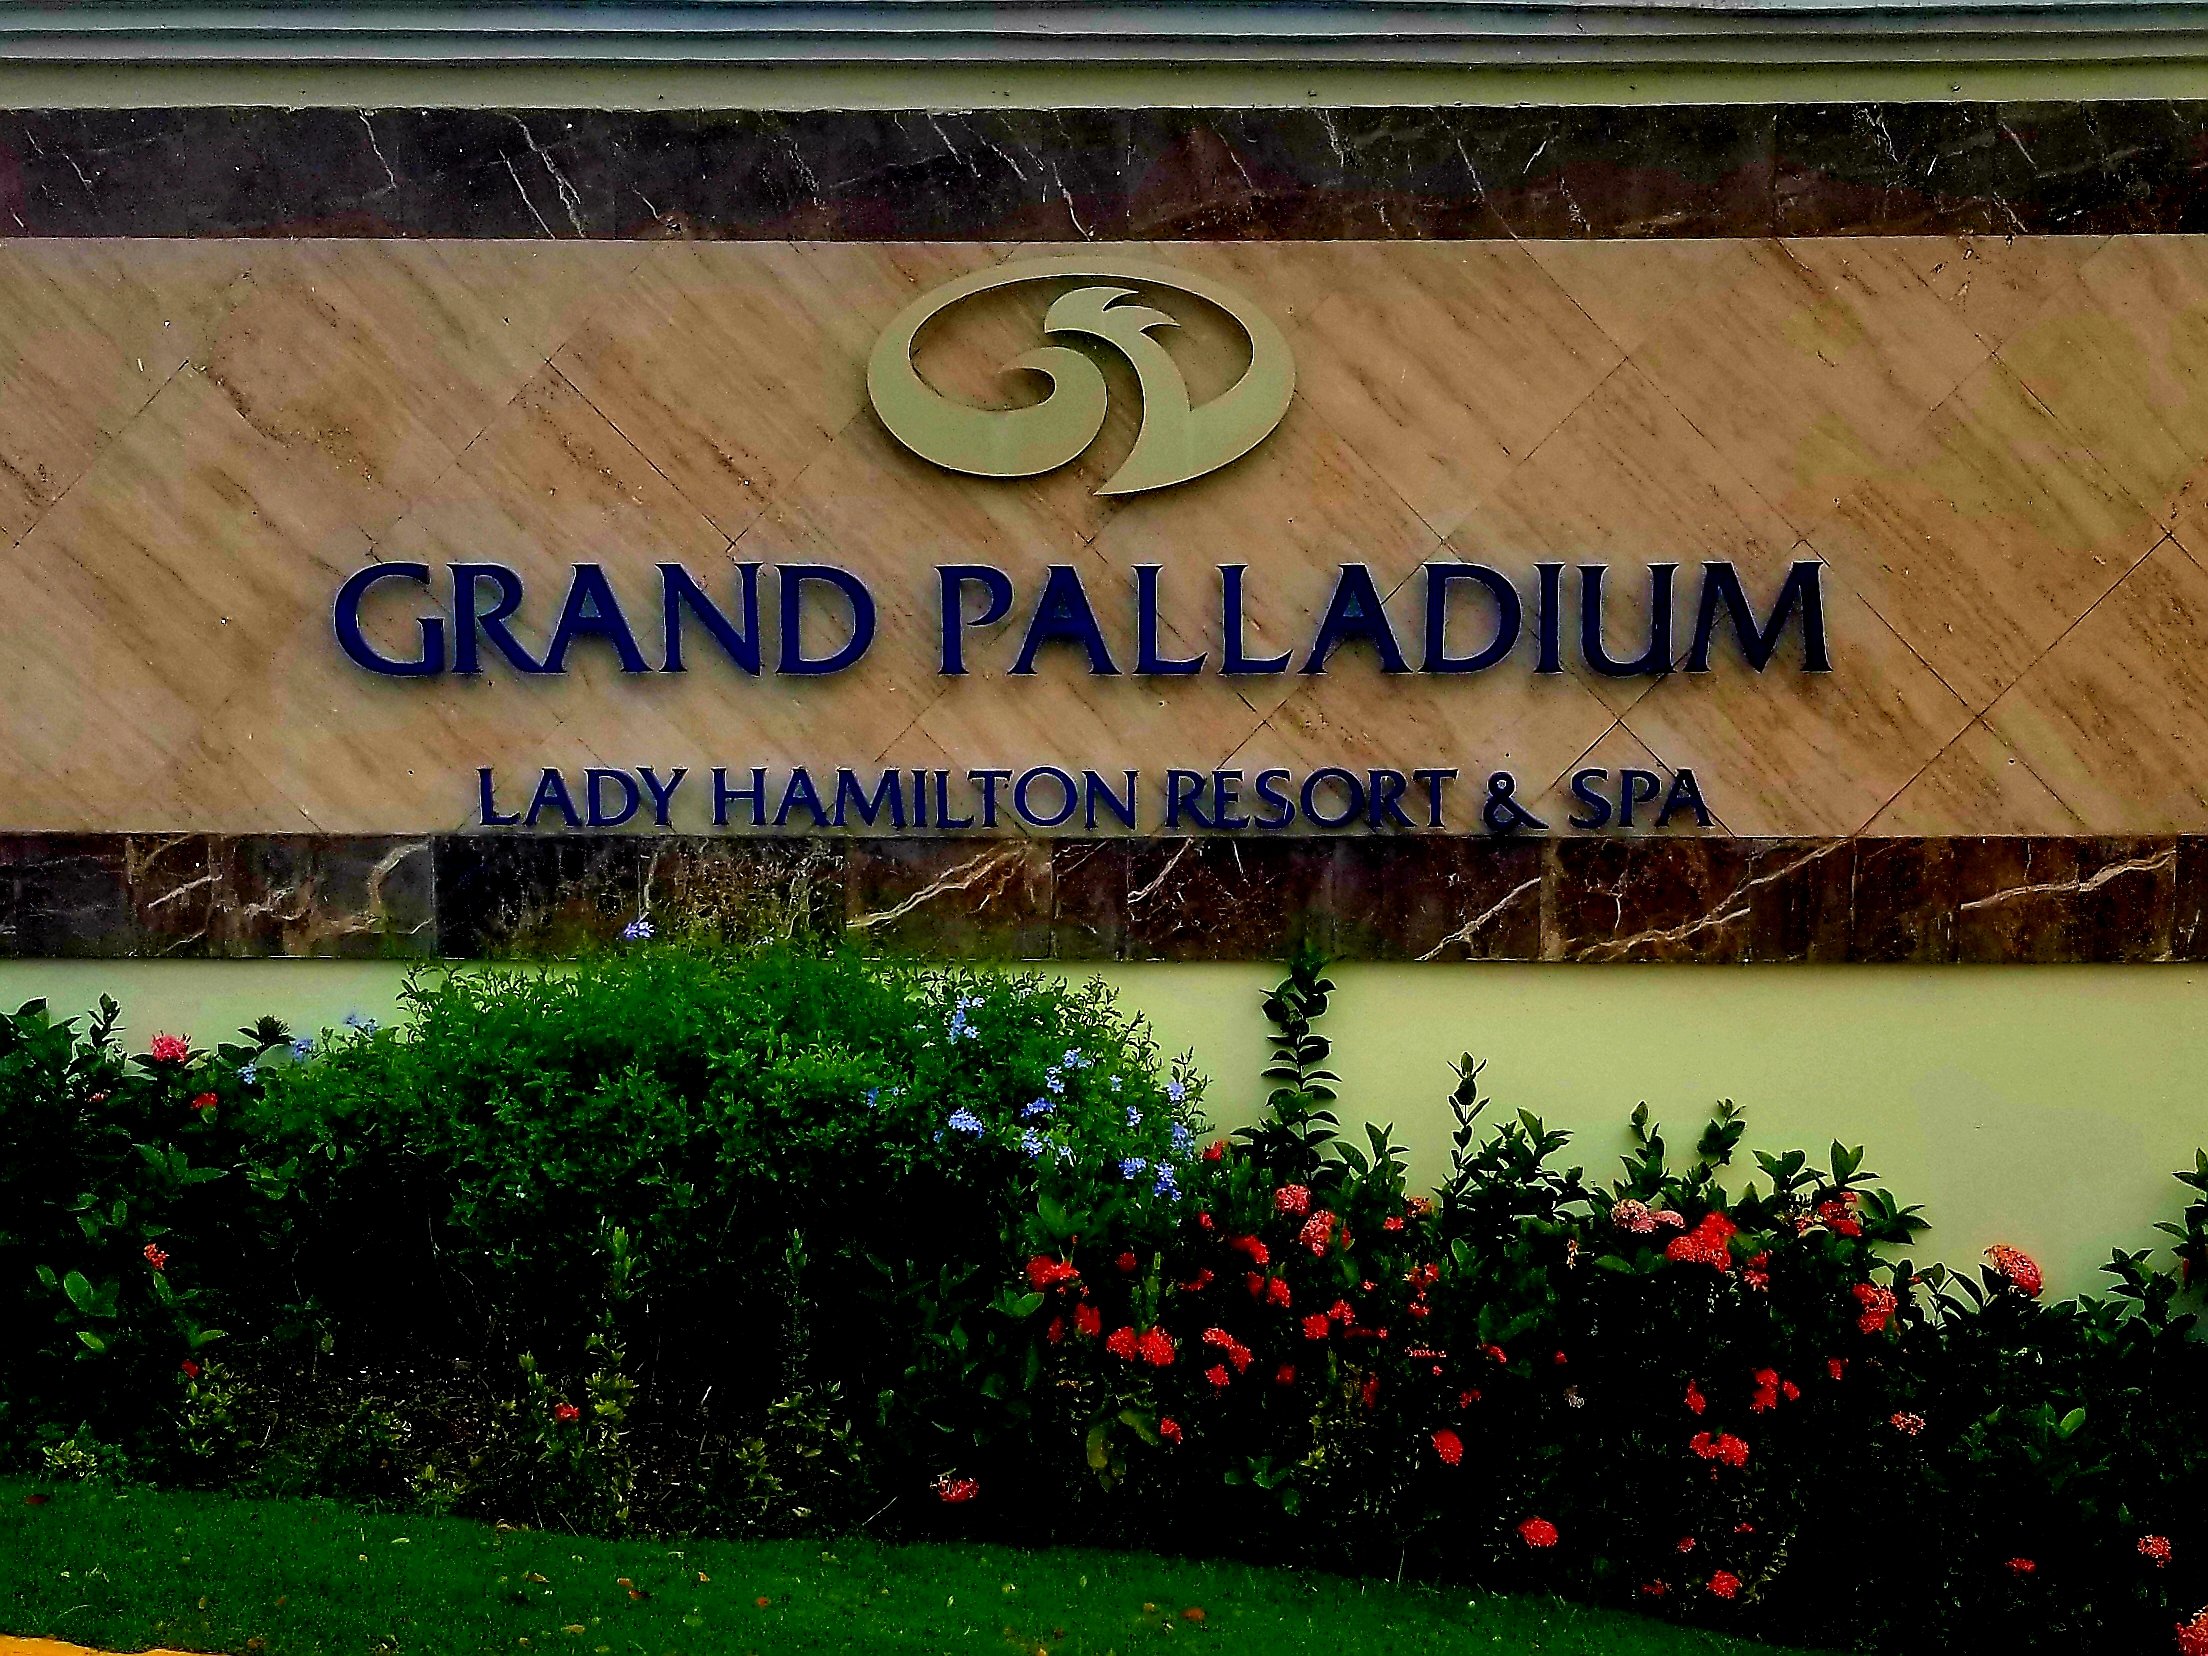 GRAND PALLADIUM
LADY HAMILTON RESORT & SPA